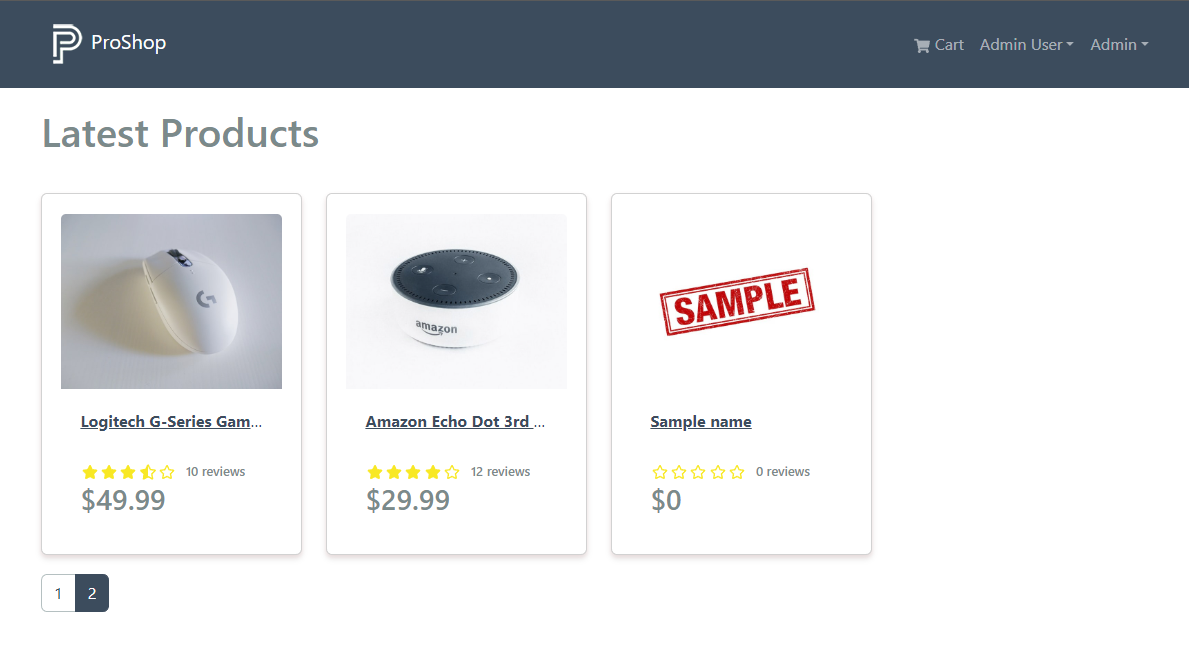 ProShop
Cart Admin User Admin
Latest Products
amazon
SAMPLE
Logitech G-Series Gam... Amazon Echo Dot 3rd ... Sample name
10 reviews 12 reviews 0 reviews
$49.99 $29.99 $0
1 2